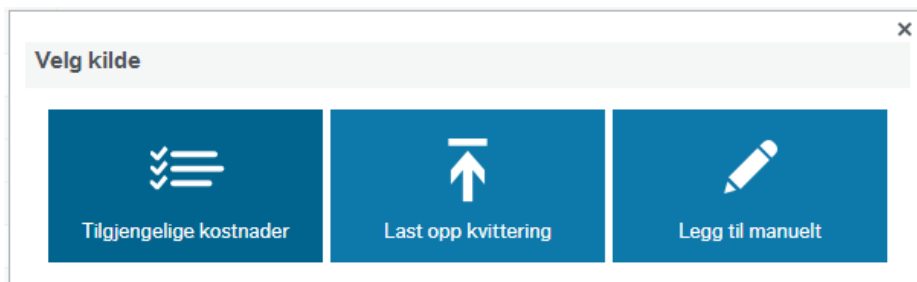 Velg kilde
Tilgjengelige kostnader
Last opp kvittering
Legg til manuelt